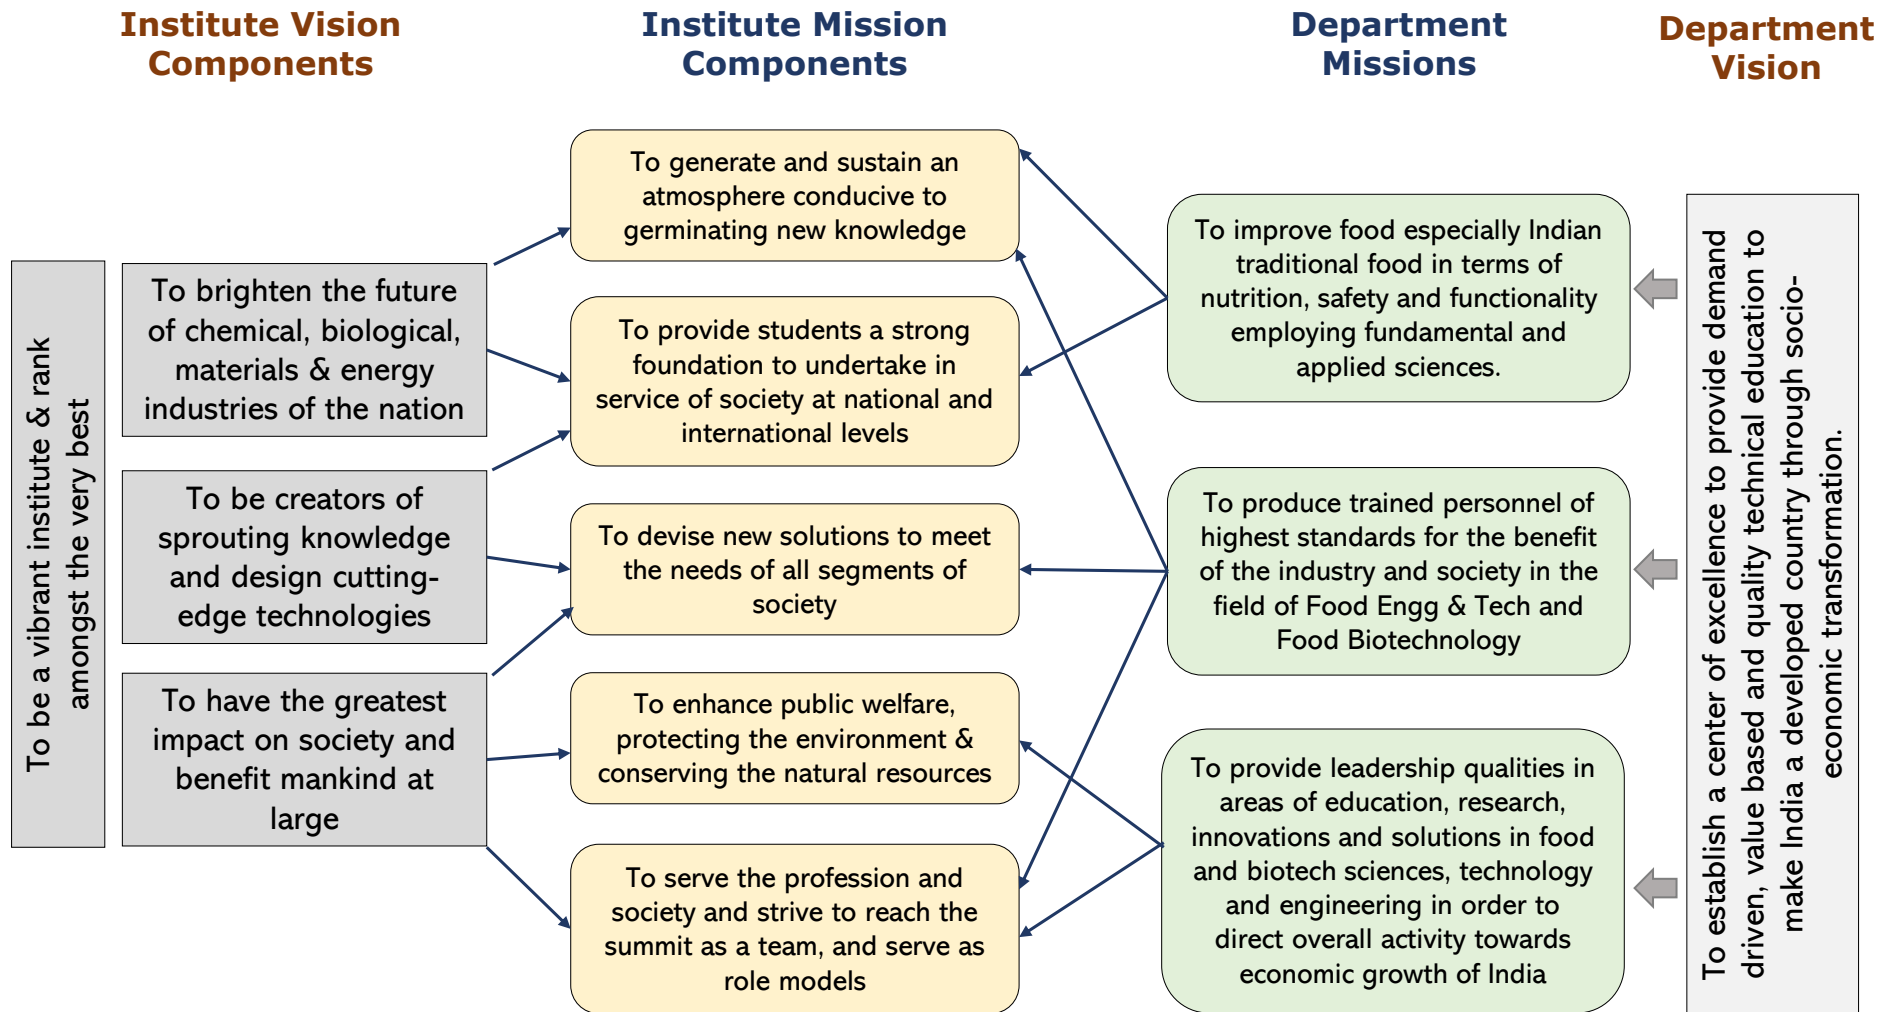 Institute Vision
Components
Institute Mission
Components
Department
Missions
Department
Vision
To be a vibrant institute & rank
amongst the very best
To brighten the future
of chemical, biological,
materials & energy
industries of the nation
To be creators of
sprouting knowledge
and design cutting-
edge technologies
To have the greatest
impact on society and
benefit mankind at
large
To generate and sustain an
atmosphere conducive to
germinating new knowledge
To provide students a strong
foundation to undertake in
service of society at national and
international levels
To devise new solutions to meet
the needs of all segments of
society
To enhance public welfare,
protecting the environment &
conserving the natural resources
To serve the profession and
society and strive to reach the
summit as a team, and serve as
role models
To improve food especially Indian
traditional food in terms of
nutrition, safety and functionality
employing fundamental and
applied sciences.
To produce trained personnel of
highest standards for the benefit
of the industry and society in the
field of Food Engg & Tech and
Food Biotechnology
To provide leadership qualities in
areas of education, research,
innovations and solutions in food
and biotech sciences, technology
and engineering in order to
direct overall activity towards
economic growth of India
To establish a center of excellence to provide demand
driven, value based and quality technical education to
make India a developed country through socio-
economic transformation.